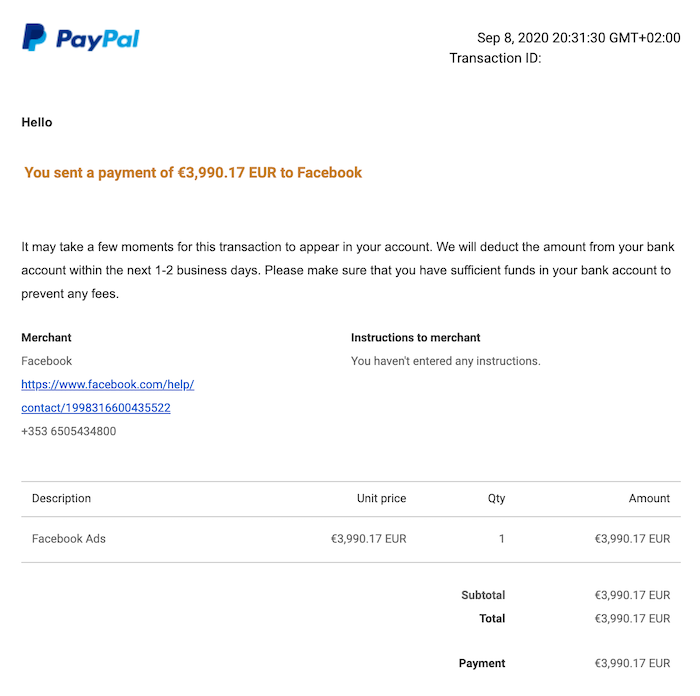 PayPal
Sep 8, 2020 20:31:30 GMT+02:00
Transaction ID:
Hello
You sent a payment of €3,990.17 EUR to Facebook
It may take a few moments for this transaction to appear in your account. We will deduct the amount from your bank
account within the next 1-2 business days. Please make sure that you have sufficient funds in your bank account to
prevent any fees.
Merchant
Facebook
https://www.facebook.com/help/
contact/1998316600435522
+353 6505434800
Instructions to merchant
You haven't entered any instructions.
Description Unit price Qty Amount
Facebook Ads €3,990.17 EUR 1 €3,990.17 EUR
Subtotal €3,990.17 EUR
Total €3,990.17 EUR
Payment €3,990.17 EUR